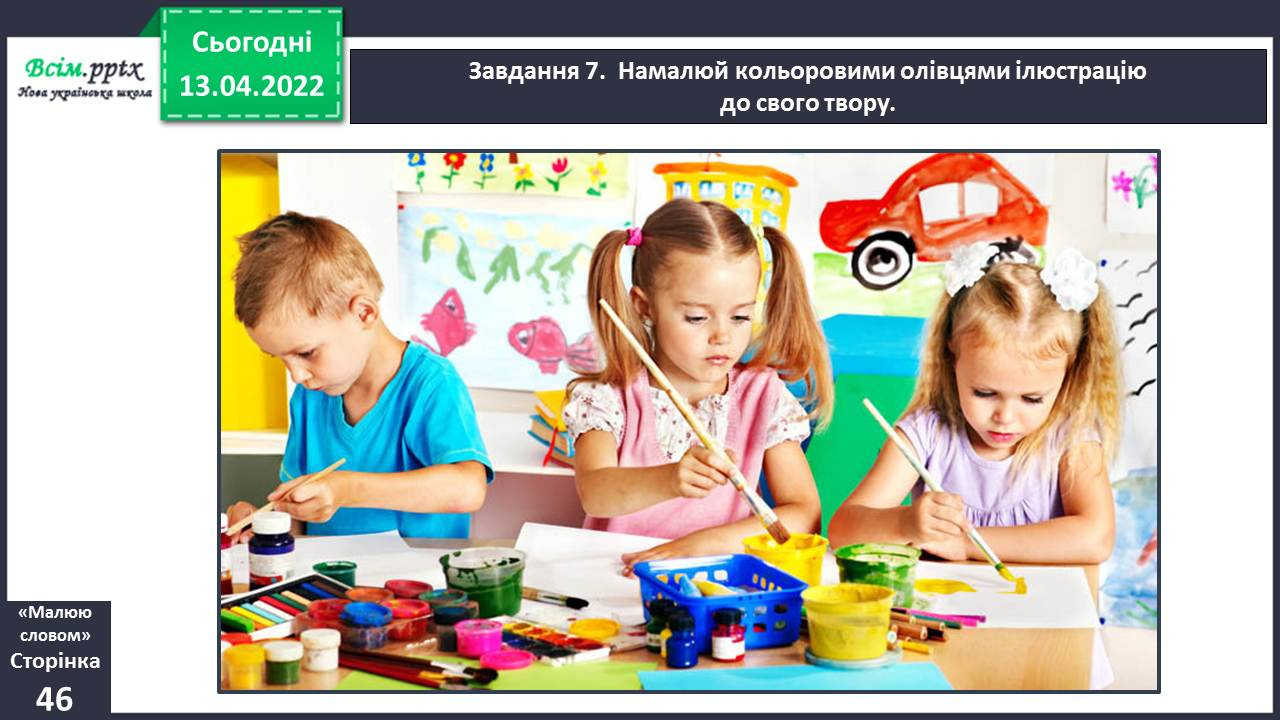 Сьогодні
13.04.2022
Всім.pptx
Нова українська школа
Завдання 7. Намалюй кольоровими олівцями ілюстрацію
до свого твору.
«Малюю
словом»
Сторінка
46